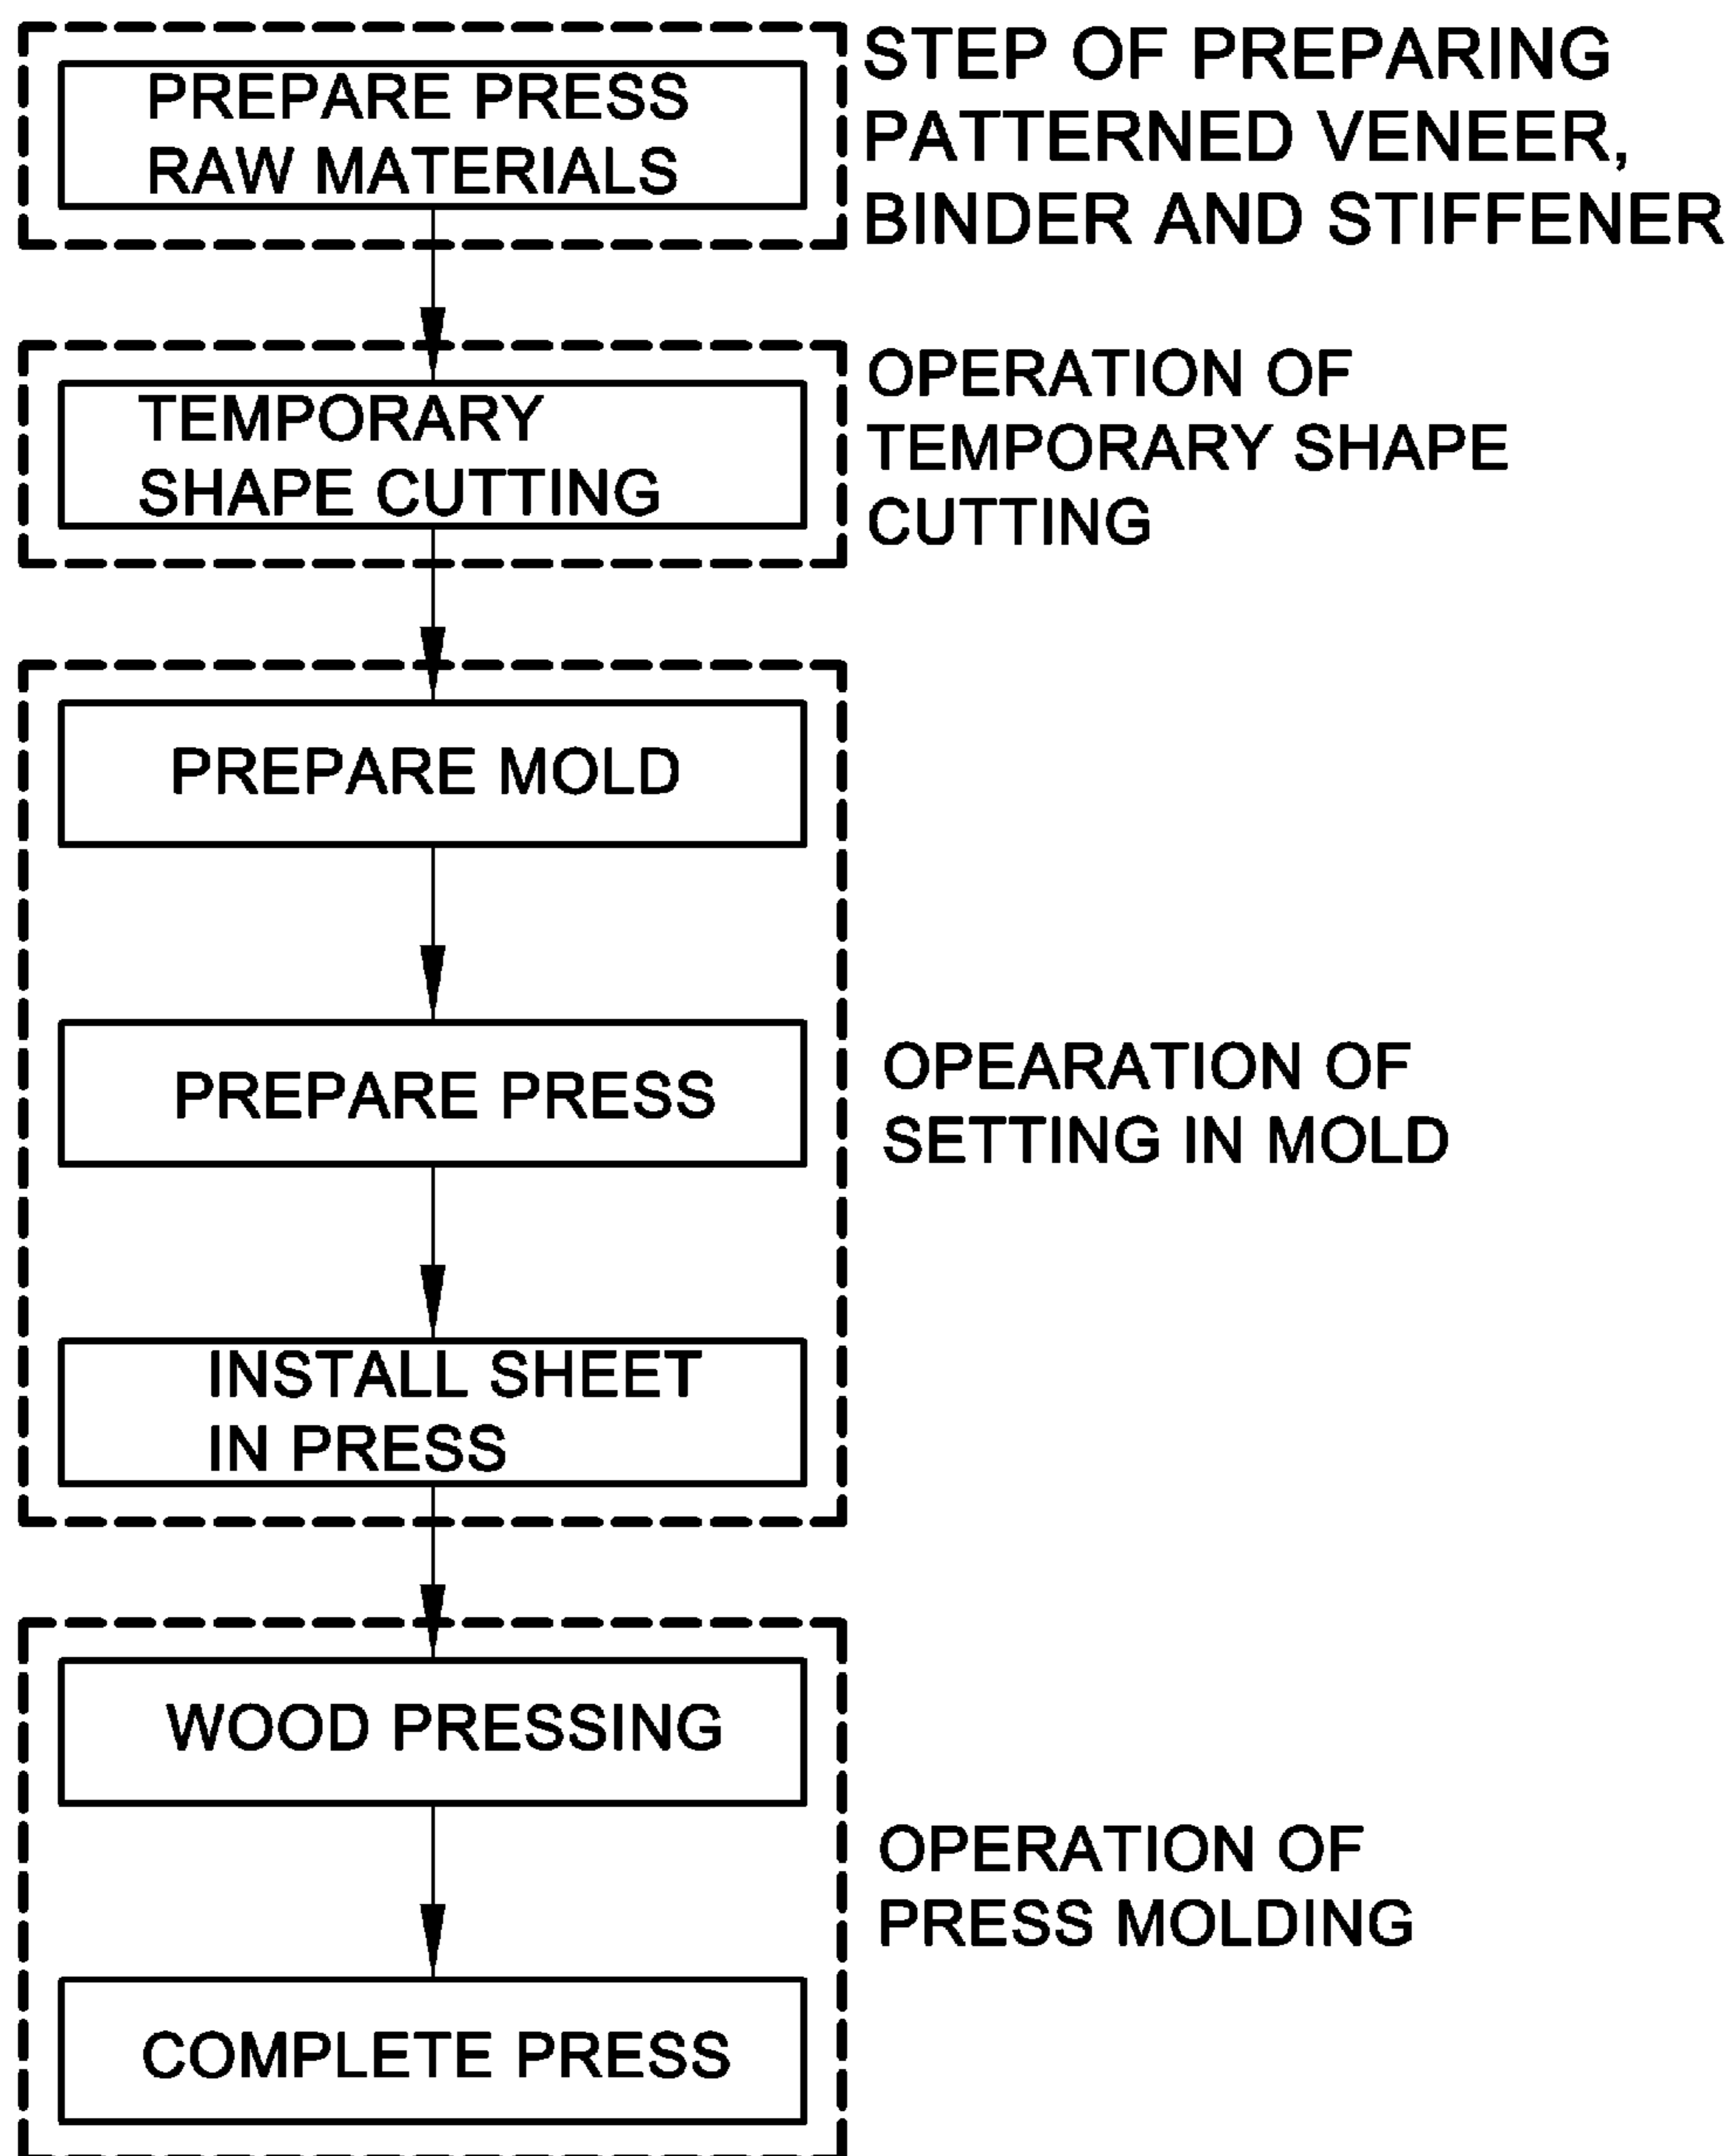 PREPARE PRESS
RAW MATERIALS
STEP OF PREPARING
PATTERNED VENEER,
BINDER AND STIFFENER
TEMPORARY
SHAPE CUTTING
OPERATION OF
TEMPORARY SHAPE
CUTTING
PREPARE MOLD
PREPARE PRESS
INSTALL SHEET
IN PRESS
OPEARATION OF
SETTING IN MOLD
WOOD PRESSING
COMPLETE PRESS
OPERATION OF
PRESS MOLDING